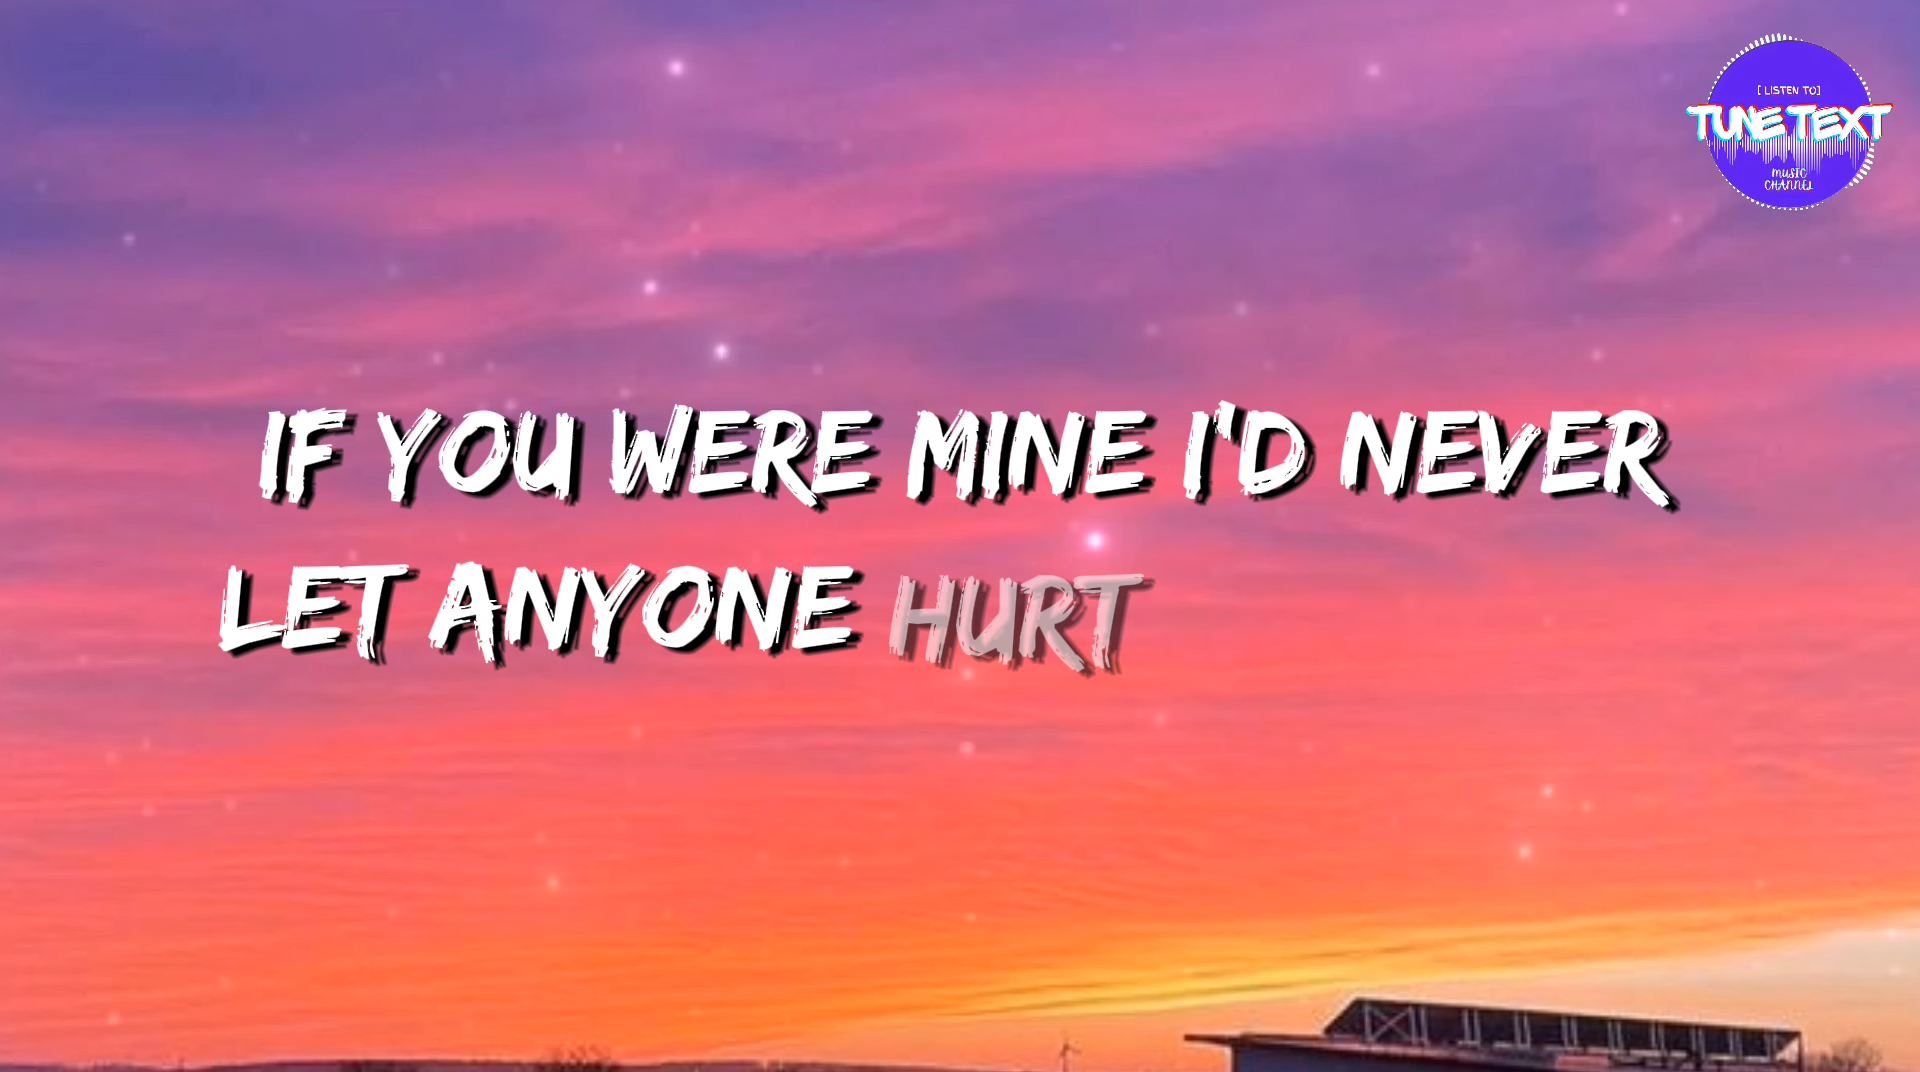 [ LISTEN TO]
TUNE TEXT
MUSIC
CHANNEL
IF YOU WERE MINE I'D NEVER
LET ANYONE HURT